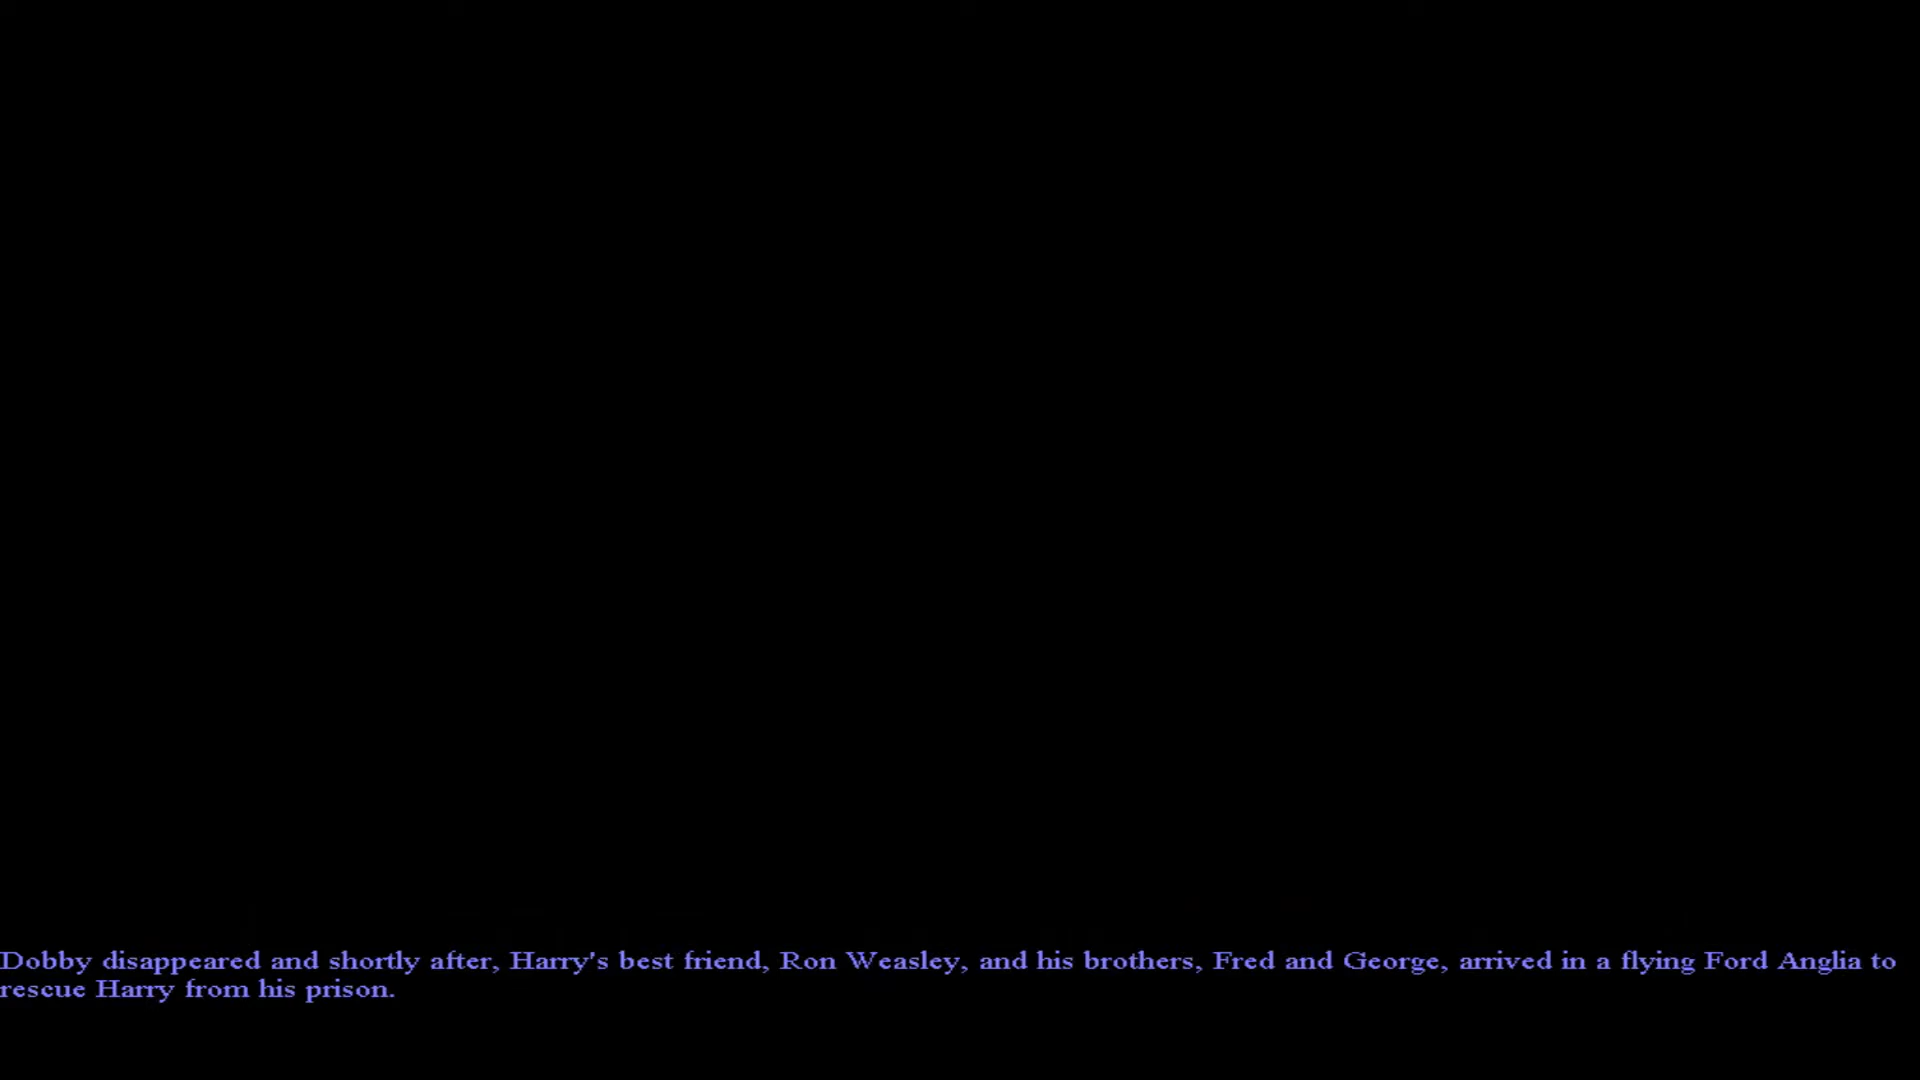 Dobby disappeared and shortly after, Harry's best friend, Ron Weasley, and his brothers, Fred and George, arrived in a flying Ford Anglia to
rescue Harry from his prison.